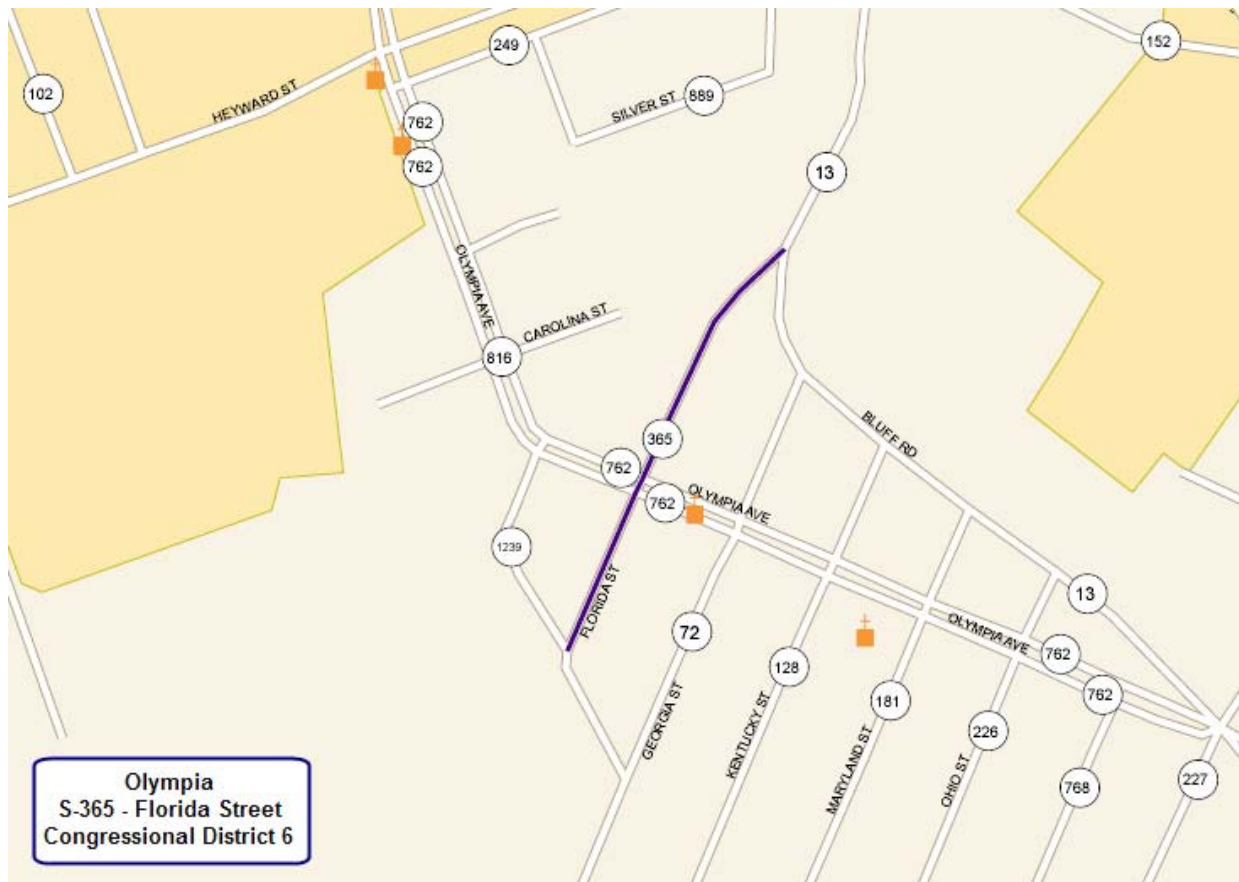 249
152
102
HEYWARD ST
SILVER ST
889
762
762
13
OLYMPIA AVE
CAROLINA ST
816
365
BLUFF RD
762
762
OLYMPIA AVE
1239
FLORIDA ST
13
72
OLYMPIA AVE
762
762
128
181
226
GEORGIA ST
KENTUCKY ST
MARYLAND ST
OHIO ST
768
227
Olympia
S-365 - Florida Street
Congressional District 6